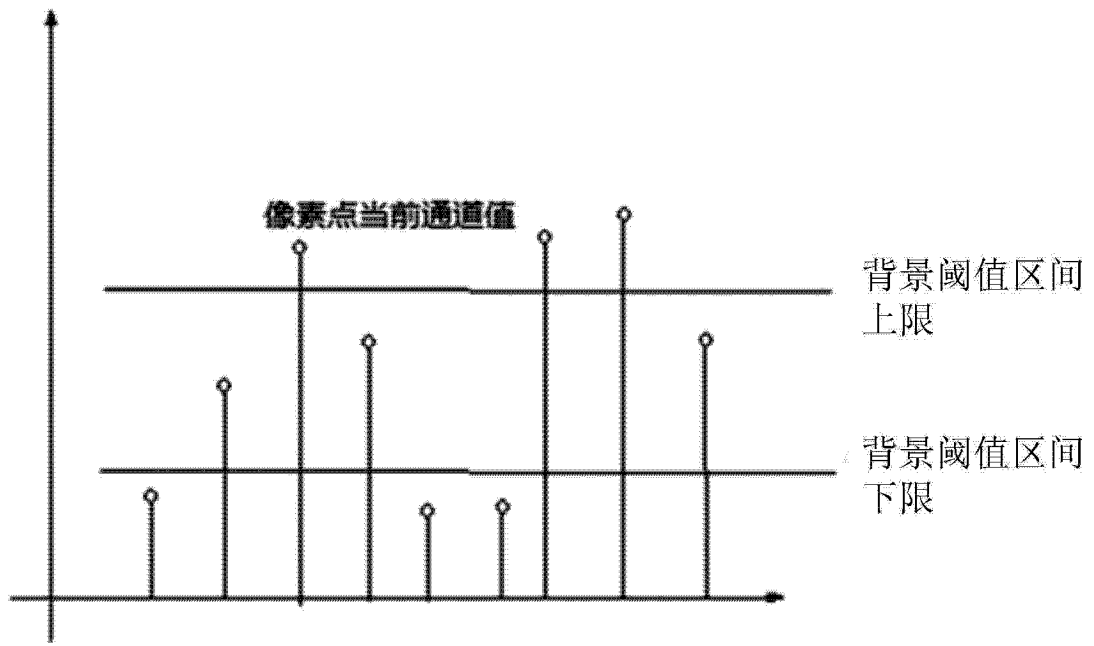 像素点当前通道值
背景阈值区间
上限
背景阈值区间
下限